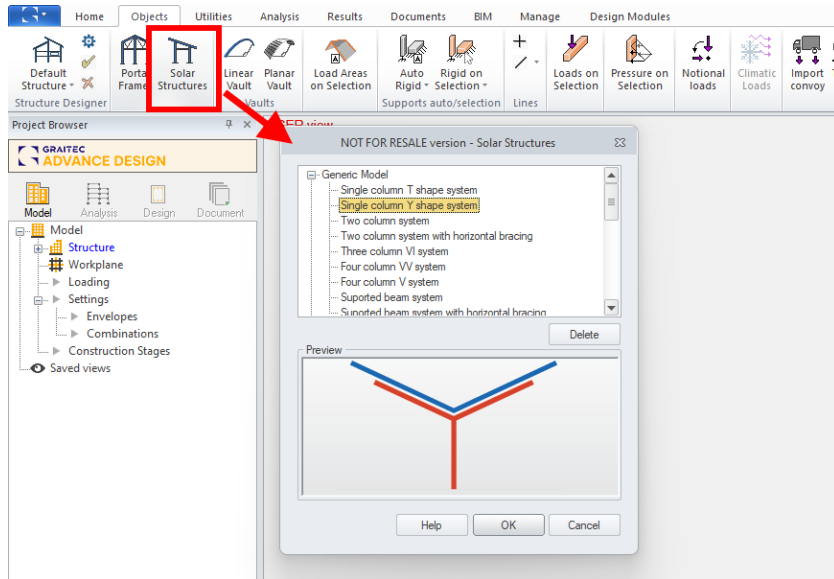 Home Objects Utilities Analysis Results Documents BIM Manage Design Modules
Default Structure
Portal Frame
Solar Structures
Linear Vault
Planar Vault
Load Areas on Selection
Auto Rigid
Rigid on Selection
Loads on Selection
Pressure on Selection
Notional loads
Climatic Loads
Import convoy
Structure Designer
Vaults
Supports auto/selection
Lines
Project Browser
GRAITEC
ADVANCE DESIGN
Model Analysis Design Document
Model
Structure
Workplane
Loading
Settings
Envelopes
Combinations
Construction Stages
Saved views
view
NOT FOR RESALE version - Solar Structures
Generic Model
Single column T shape system
Single column Y shape system
Two column system
Two column system with horizontal bracing
Three column VI system
Four column VV system
Four column V system
Suported beam system
Suported beam system with horizontal bracing
Delete
Preview
Help OK Cancel